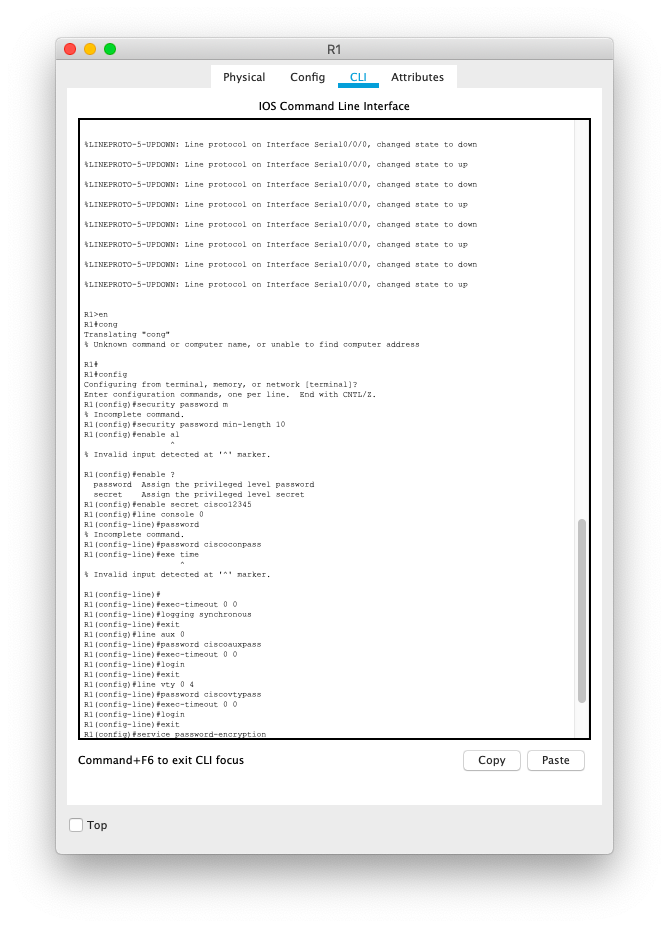 R1
Physical Config CLI Attributes
IOS Command Line Interface
%LINEPROTO-5-UPDOWN: Line protocol on Interface Serial0/0/0, changed state to down
%LINEPROTO-5-UPDOWN: Line protocol on Interface Serial0/0/0, changed state to up
%LINEPROTO-5-UPDOWN: Line protocol on Interface Serial0/0/0, changed state to down
%LINEPROTO-5-UPDOWN: Line protocol on Interface Serial0/0/0, changed state to up
%LINEPROTO-5-UPDOWN: Line protocol on Interface Serial0/0/0, changed state to down
%LINEPROTO-5-UPDOWN: Line protocol on Interface Serial0/0/0, changed state to up
%LINEPROTO-5-UPDOWN: Line protocol on Interface Serial0/0/0, changed state to down
%LINEPROTO-5-UPDOWN: Line protocol on Interface Serial0/0/0, changed state to up
R1>en
R1#cong
Translating "cong"
% Unknown command or computer name, or unable to find computer address
R1#
R1#config
Configuring from terminal, memory, or network [terminal]?
Enter configuration commands, one per line.  End with CNTL/Z.
R1(config)#security password m
% Incomplete command.
R1(config)#security password min-length 10
R1(config)#enable al
^
% Invalid input detected at '^' marker.
R1(config)#enable ?
password  Assign the privileged level password
secret    Assign the privileged level secret
R1(config)#enable secret cisco12345
R1(config)#line console 0
R1(config-line)#password
% Incomplete command.
R1(config-line)#password ciscoconpass
R1(config-line)#exe time
^
% Invalid input detected at '^' marker.
R1(config-line)#
R1(config-line)#exec-timeout 0 0
R1(config-line)#logging synchronous
R1(config-line)#exit
R1(config)#line aux 0
R1(config-line)#password ciscoauxpass
R1(config-line)#exec-timeout 0 0
R1(config-line)#login
R1(config-line)#exit
R1(config)#line vty 0 4
R1(config-line)#password ciscovtypass
R1(config-line)#exec-timeout 0 0
R1(config-line)#login
R1(config-line)#exit
R1(config)#service password-encryption
Command+F6 to exit CLI focus
Copy Paste
Top